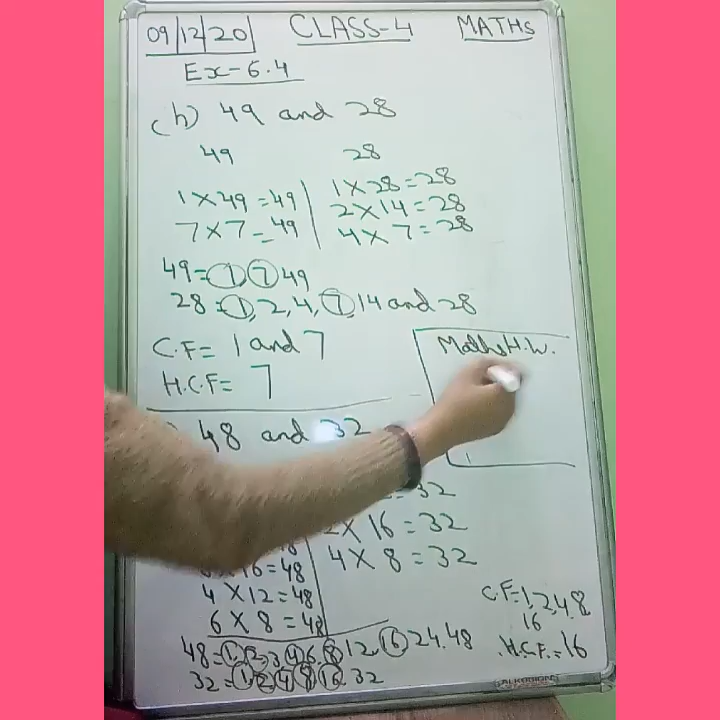 09/12/20 CLASS-4 MATHS
Ex-6.4
(h) 49 and 28
49 28
1×49=49 1×28=28
7×7=49 2×14=28
4×7=28
49=1,7 49
28=1,2,4,7,14 and 28
C.F= 1 and 7
H.C.F= 7
Maths H.W.
48 and 32
32
2×16=32
×16=48 4×8=32
4×12=48
6×8=48
C.F=1,2,4,8
16
H.C.F.=16
48=1,2,3,4,6,8 12,16 24.48
32=1,2,4 8 16 32